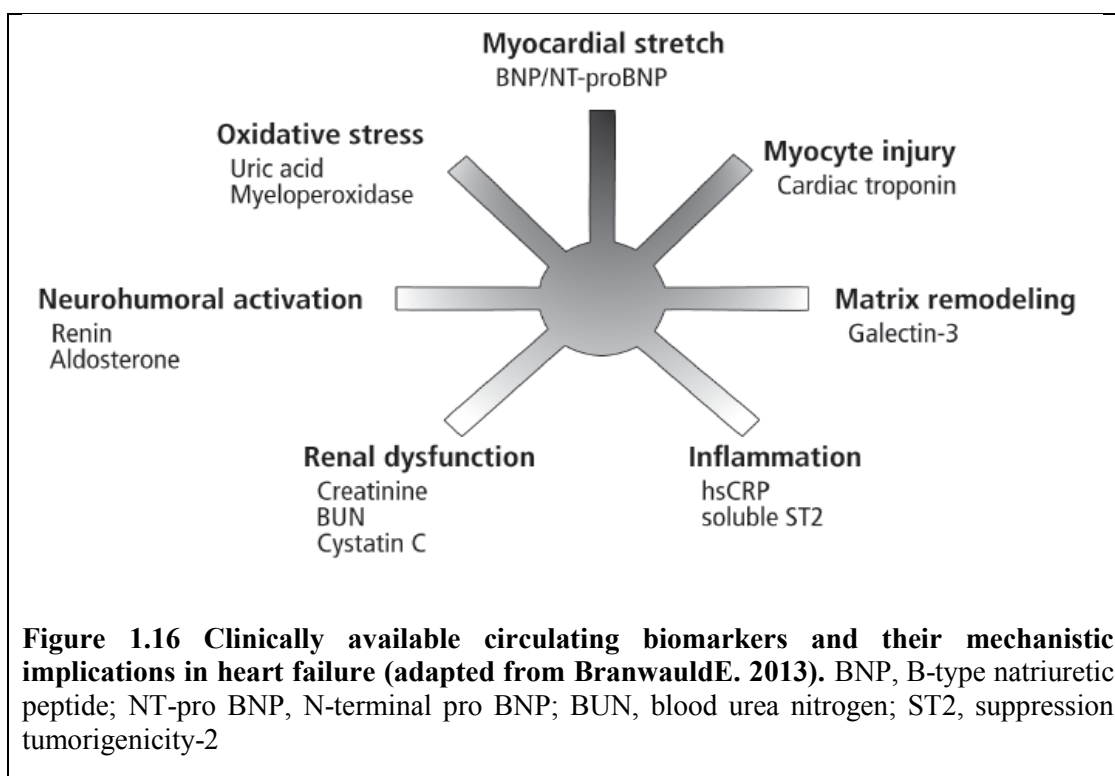 Myocardial stretch
BNP/NT-proBNP
Oxidative stress
Uric acid
Myeloperoxidase
Myocyte injury
Cardiac troponin
Neurohumoral activation
Renin
Aldosterone
Matrix remodeling
Galectin-3
Renal dysfunction
Creatinine
BUN
Cystatin C
Inflammation
hsCRP
soluble ST2
Figure 1.16 Clinically available circulating biomarkers and their mechanistic
implications in heart failure (adapted from BranwauldE. 2013). BNP, B-type natriuretic
peptide; NT-pro BNP, N-terminal pro BNP; BUN, blood urea nitrogen; ST2, suppression
tumorigenicity-2